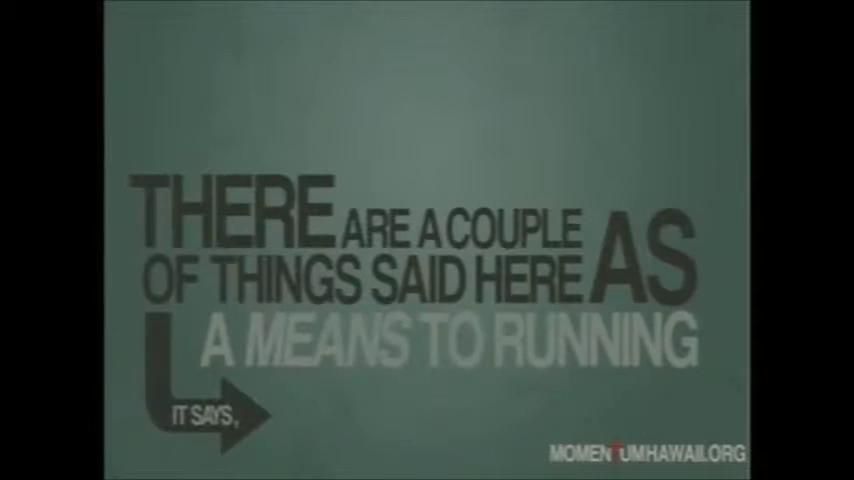 THERE ARE A COUPLE AS
OF THINGS SAID HERE
A MEANS TO RUNNING
IT SAYS,
MOMENTUMHAWAII.ORG